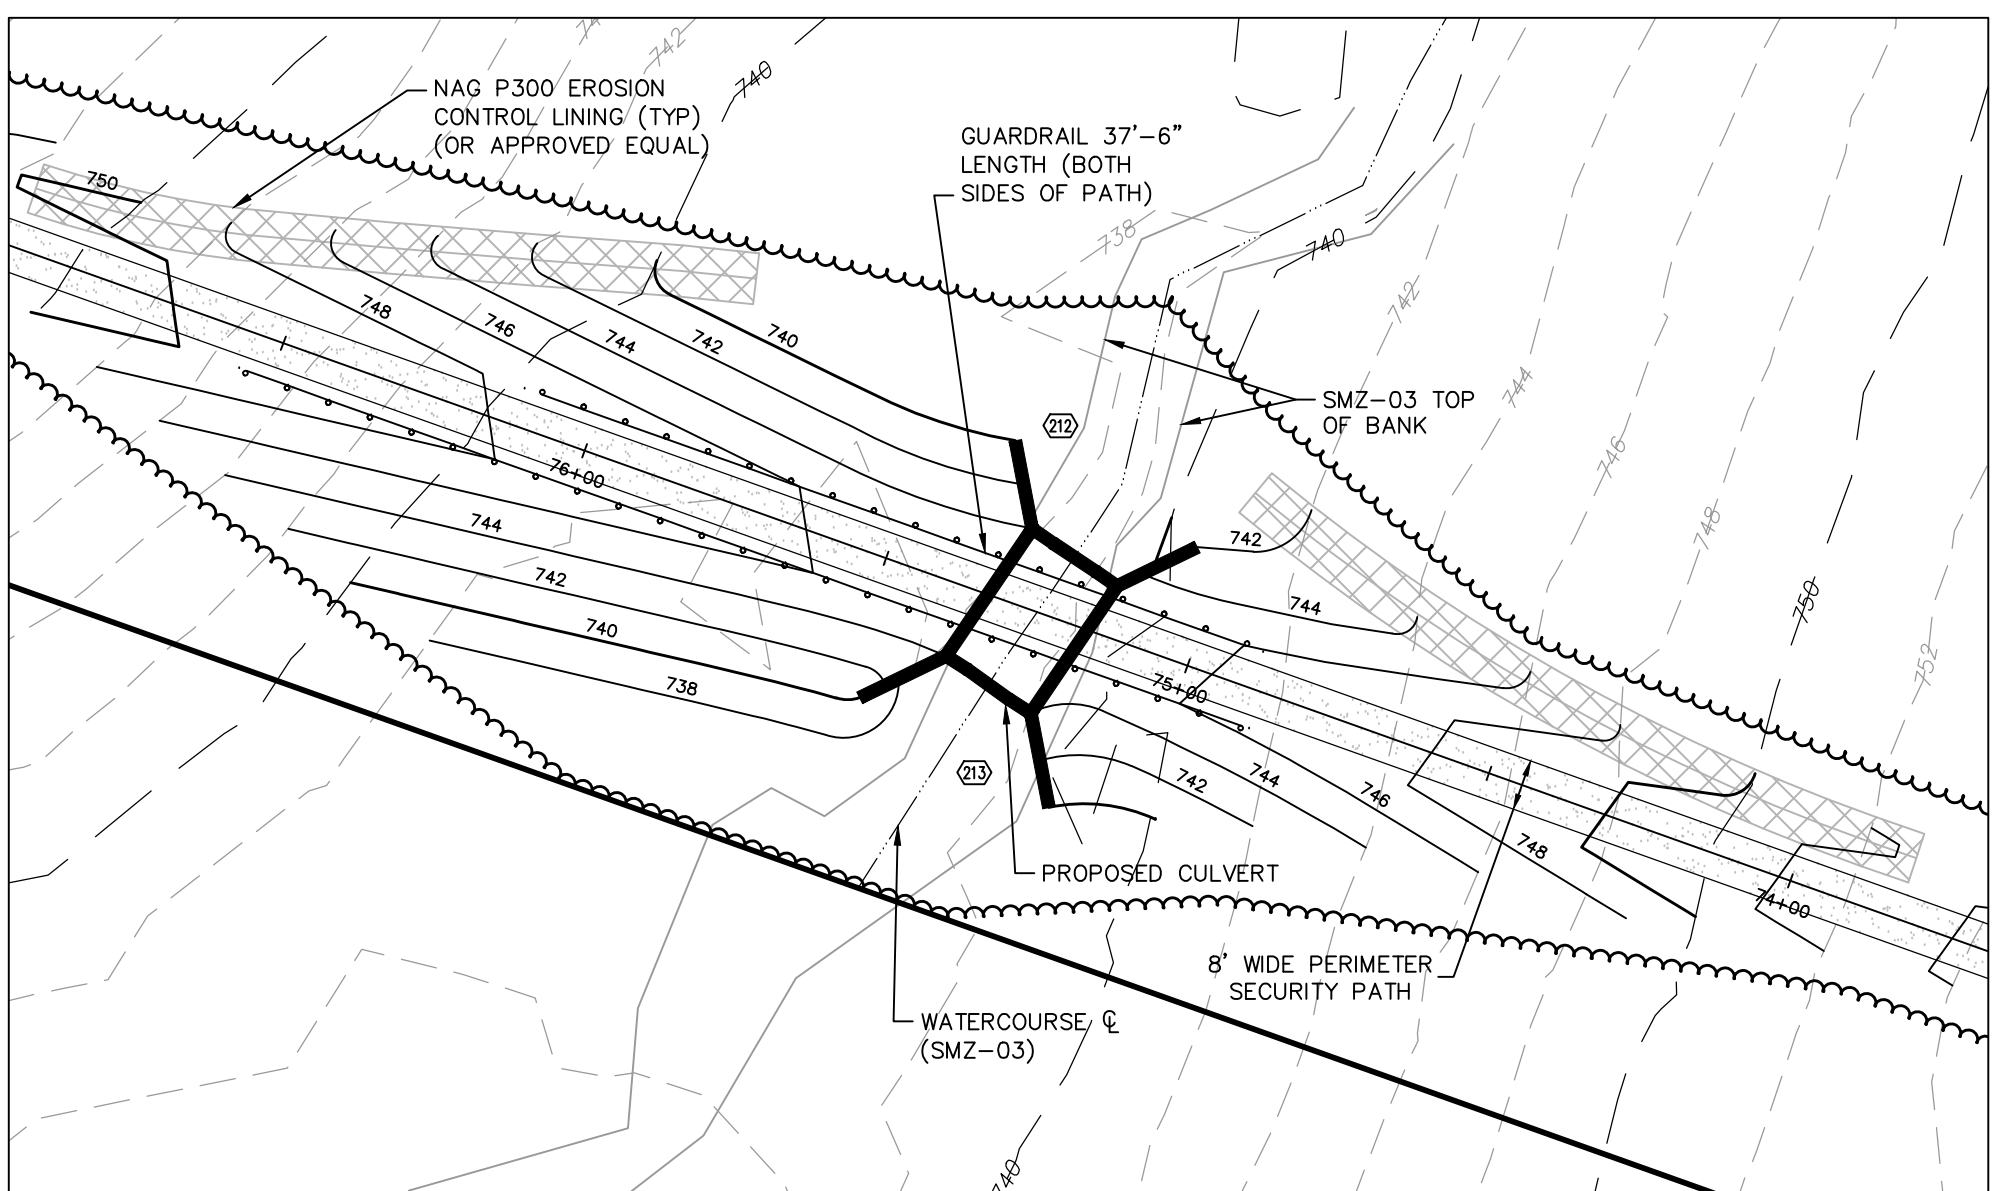 74
742
740
NAG P300 EROSION
CONTROL LINING (TYP)
(OR APPROVED EQUAL)
GUARDRAIL 37'-6"
LENGTH (BOTH
SIDES OF PATH)
750
738
740
742
748
746
744
742
740
744
SMZ-03 TOP
OF BANK
212
746
76+00
744
748
742
742
740
744
750
738
752
75+00
213
742
744
746
748
PROPOSED CULVERT
74+00
8' WIDE PERIMETER
SECURITY PATH
WATERCOURSE ℄
(SMZ-03)
740